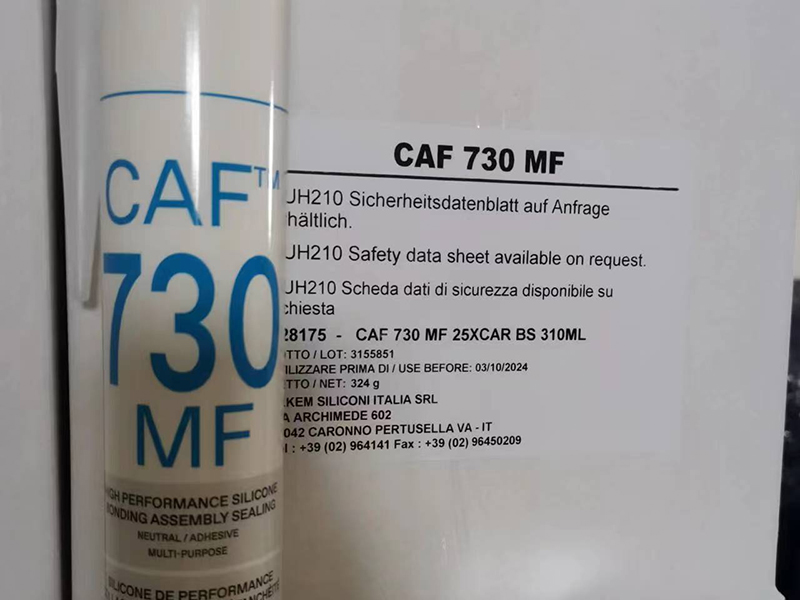 CAF™
730
MF
HIGH PERFORMANCE SILICONE
BONDING ASSEMBLY SEALING
NEUTRAL / ADHESIVE
MULTI-PURPOSE
SILICONE DE PERFORMANCE
CAF 730 MF
UH210 Sicherheitsdatenblatt auf Anfrage
hältlich.
UH210 Safety data sheet available on request.
UH210 Scheda dati di sicurezza disponibile su
chiesta
28175 - CAF 730 MF 25XCAR BS 310ML
OTTO / LOT: 3155851
ILIZZARE PRIMA DI / USE BEFORE: 03/10/2024
ETTO / NET: 324 g
KEM SILICONI ITALIA SRL
A ARCHIMEDE 602
042 CARONNO PERTUSELLA VA - IT
l : +39 (02) 964141 Fax : +39 (02) 96450209